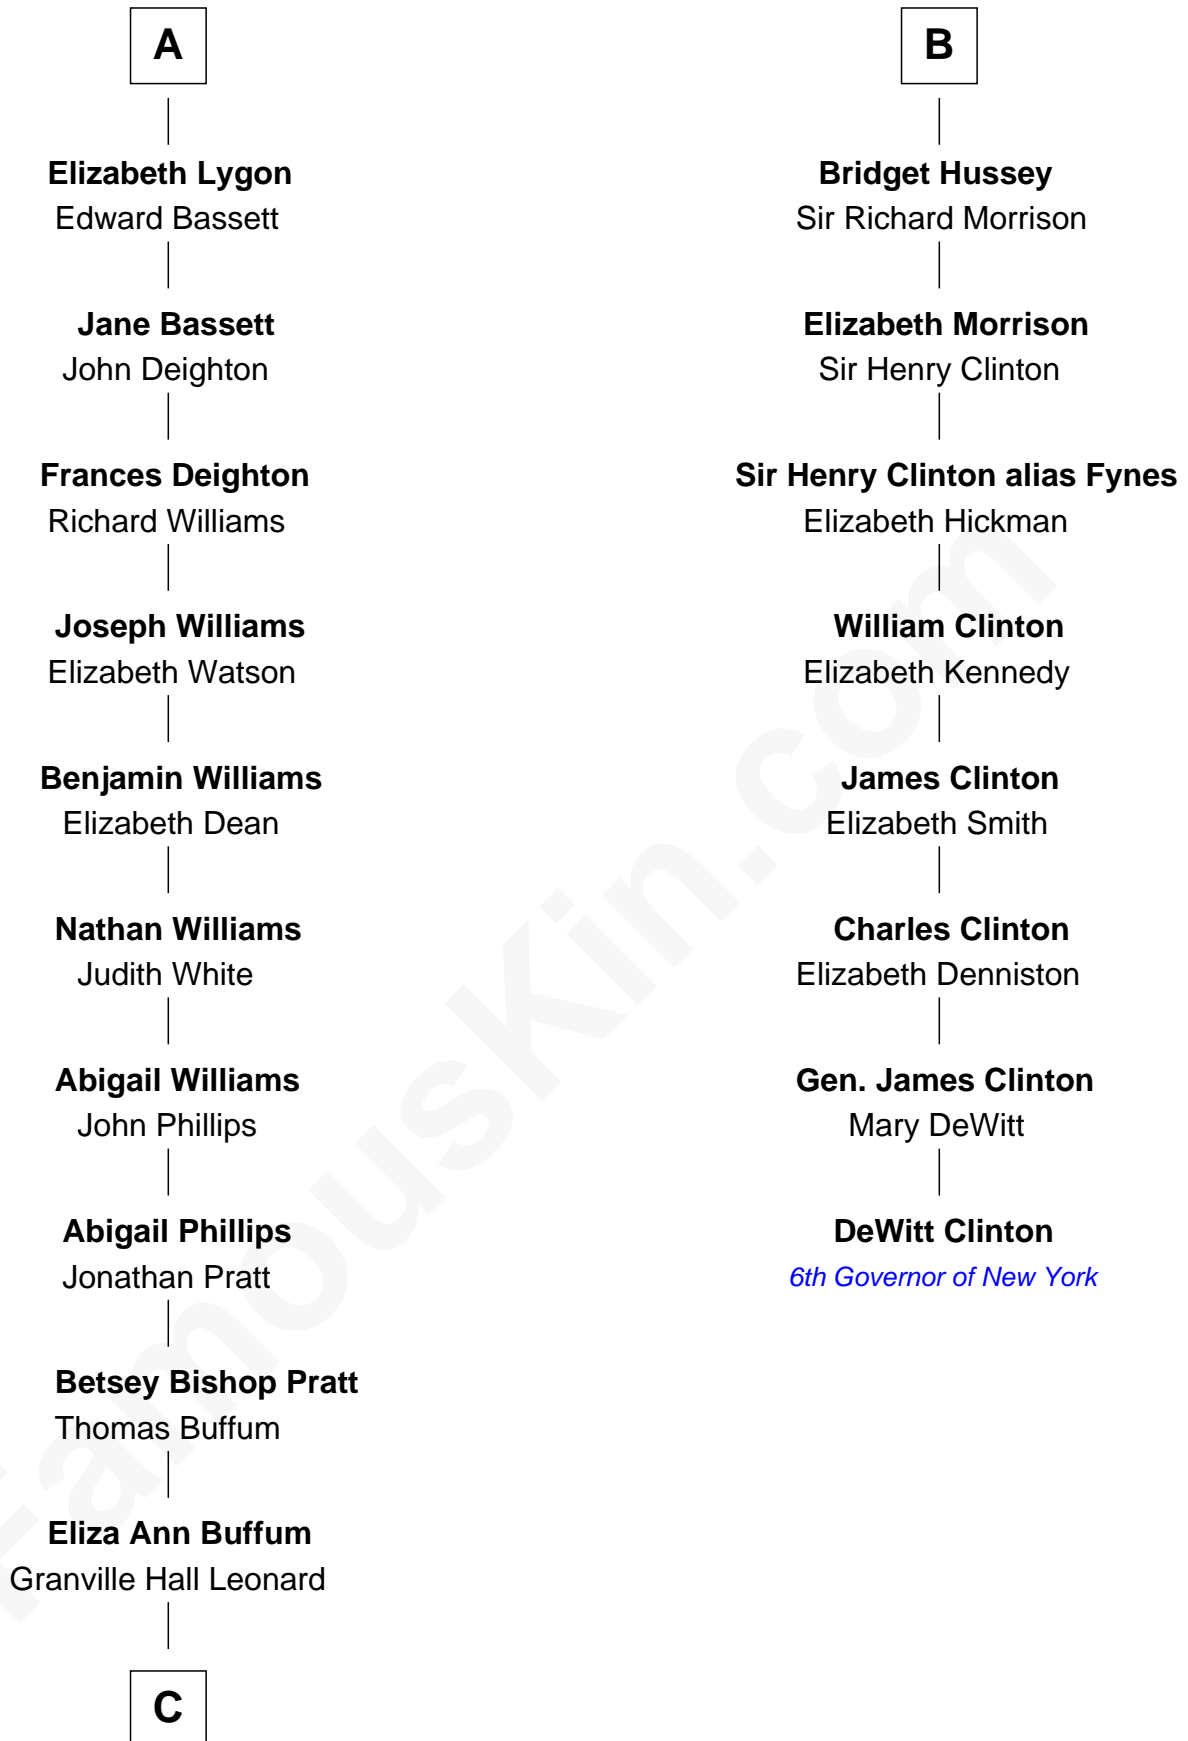 A
Elizabeth Lygon
Edward Bassett
Jane Bassett
John Deighton
Frances Deighton
Richard Williams
Joseph Williams
Elizabeth Watson
Benjamin Williams
Elizabeth Dean
Nathan Williams
Judith White
Abigail Williams
John Phillips
Abigail Phillips
Jonathan Pratt
Betsey Bishop Pratt
Thomas Buffum
Eliza Ann Buffum
Granville Hall Leonard
C
B
Bridget Hussey
Sir Richard Morrison
Elizabeth Morrison
Sir Henry Clinton
Sir Henry Clinton alias Fynes
Elizabeth Hickman
William Clinton
Elizabeth Kennedy
James Clinton
Elizabeth Smith
Charles Clinton
Elizabeth Denniston
Gen. James Clinton
Mary DeWitt
DeWitt Clinton
6th Governor of New York
FamousKin.com